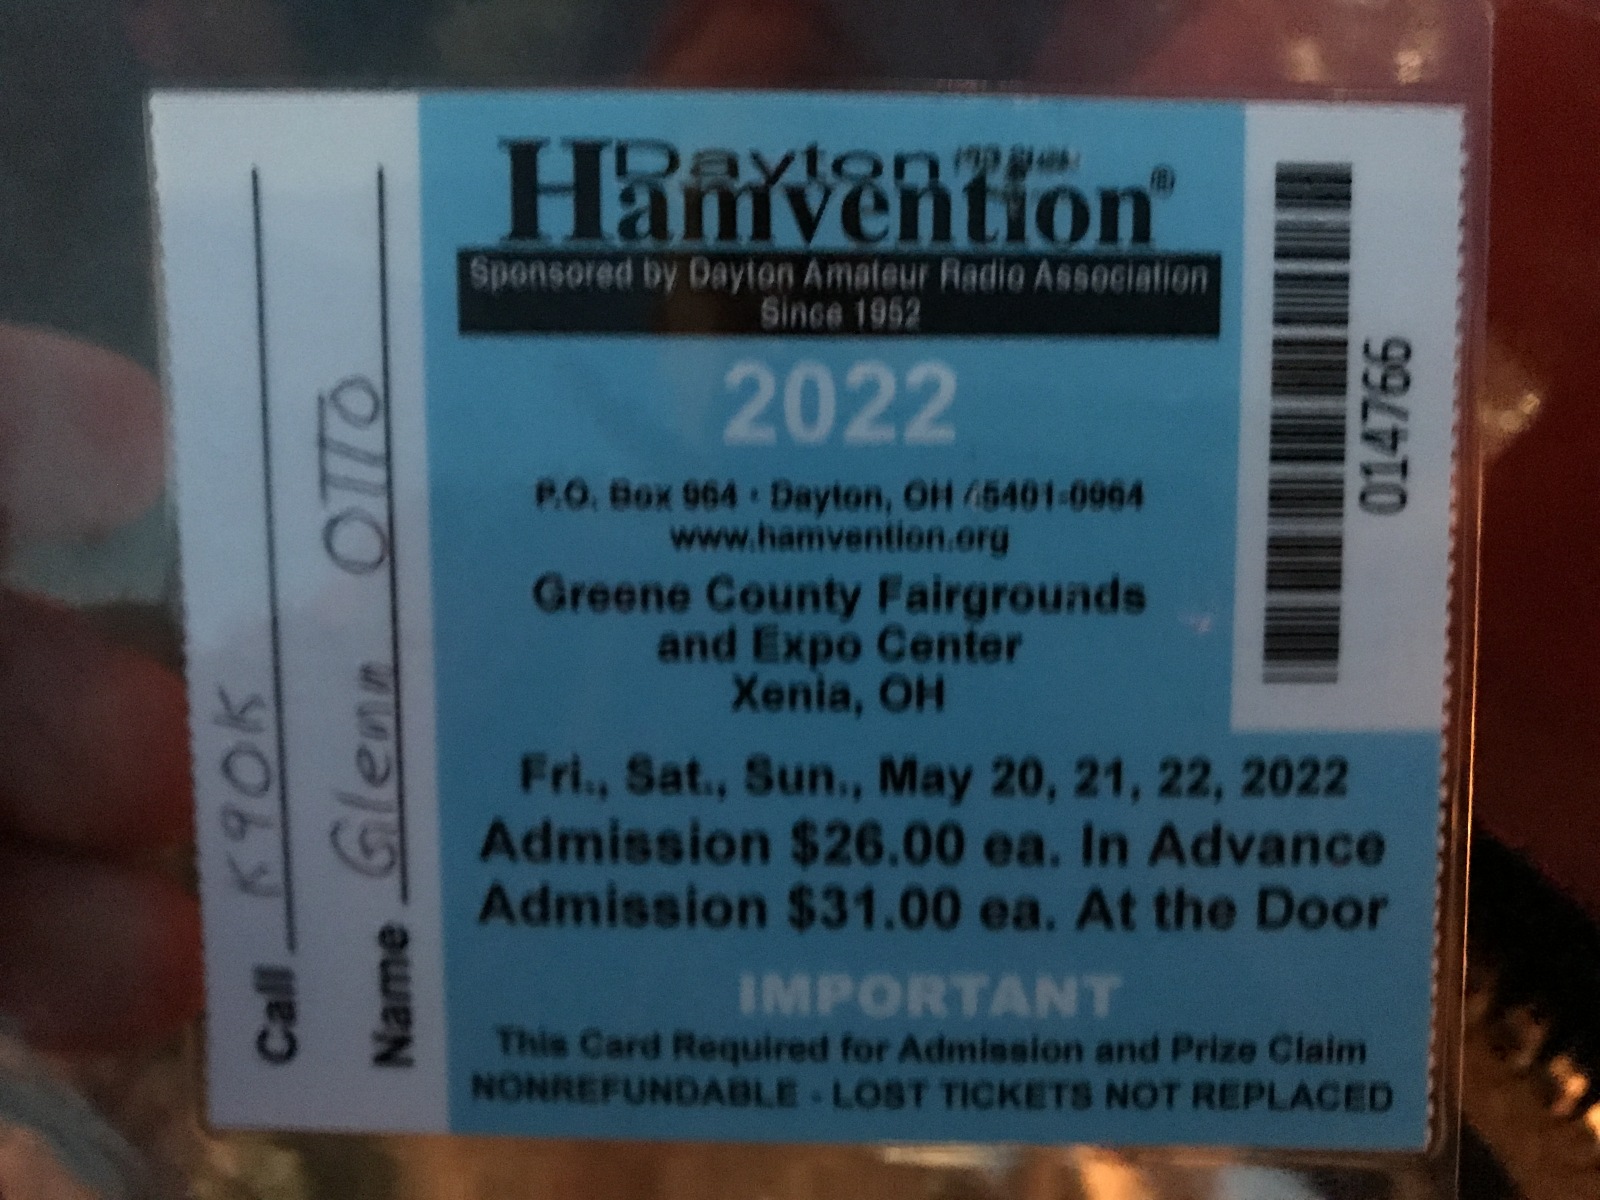 Call K9OK
Name Glenn OTTO
Dayton
Hamvention®
Sponsored by Dayton Amateur Radio Association
Since 1952
2022
P.O. Box 964 · Dayton, OH 45401-0964
www.hamvention.org
Greene County Fairgrounds
and Expo Center
Xenia, OH
Fri., Sat., Sun., May 20, 21, 22, 2022
Admission $26.00 ea. In Advance
Admission $31.00 ea. At the Door
IMPORTANT
This Card Required for Admission and Prize Claim
NONREFUNDABLE - LOST TICKETS NOT REPLACED
014766